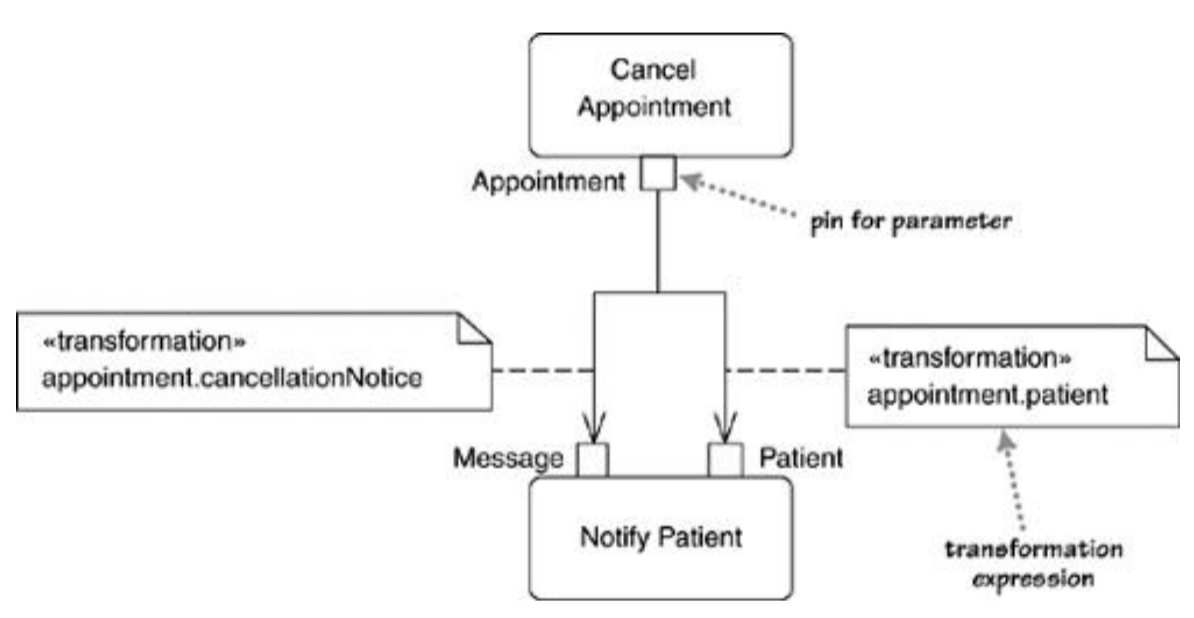 Cancel
Appointment
Appointment
pin for parameter
«transformation»
appointment.cancellationNotice
«transformation»
appointment.patient
Message
Patient
Notify Patient
transformation
expression